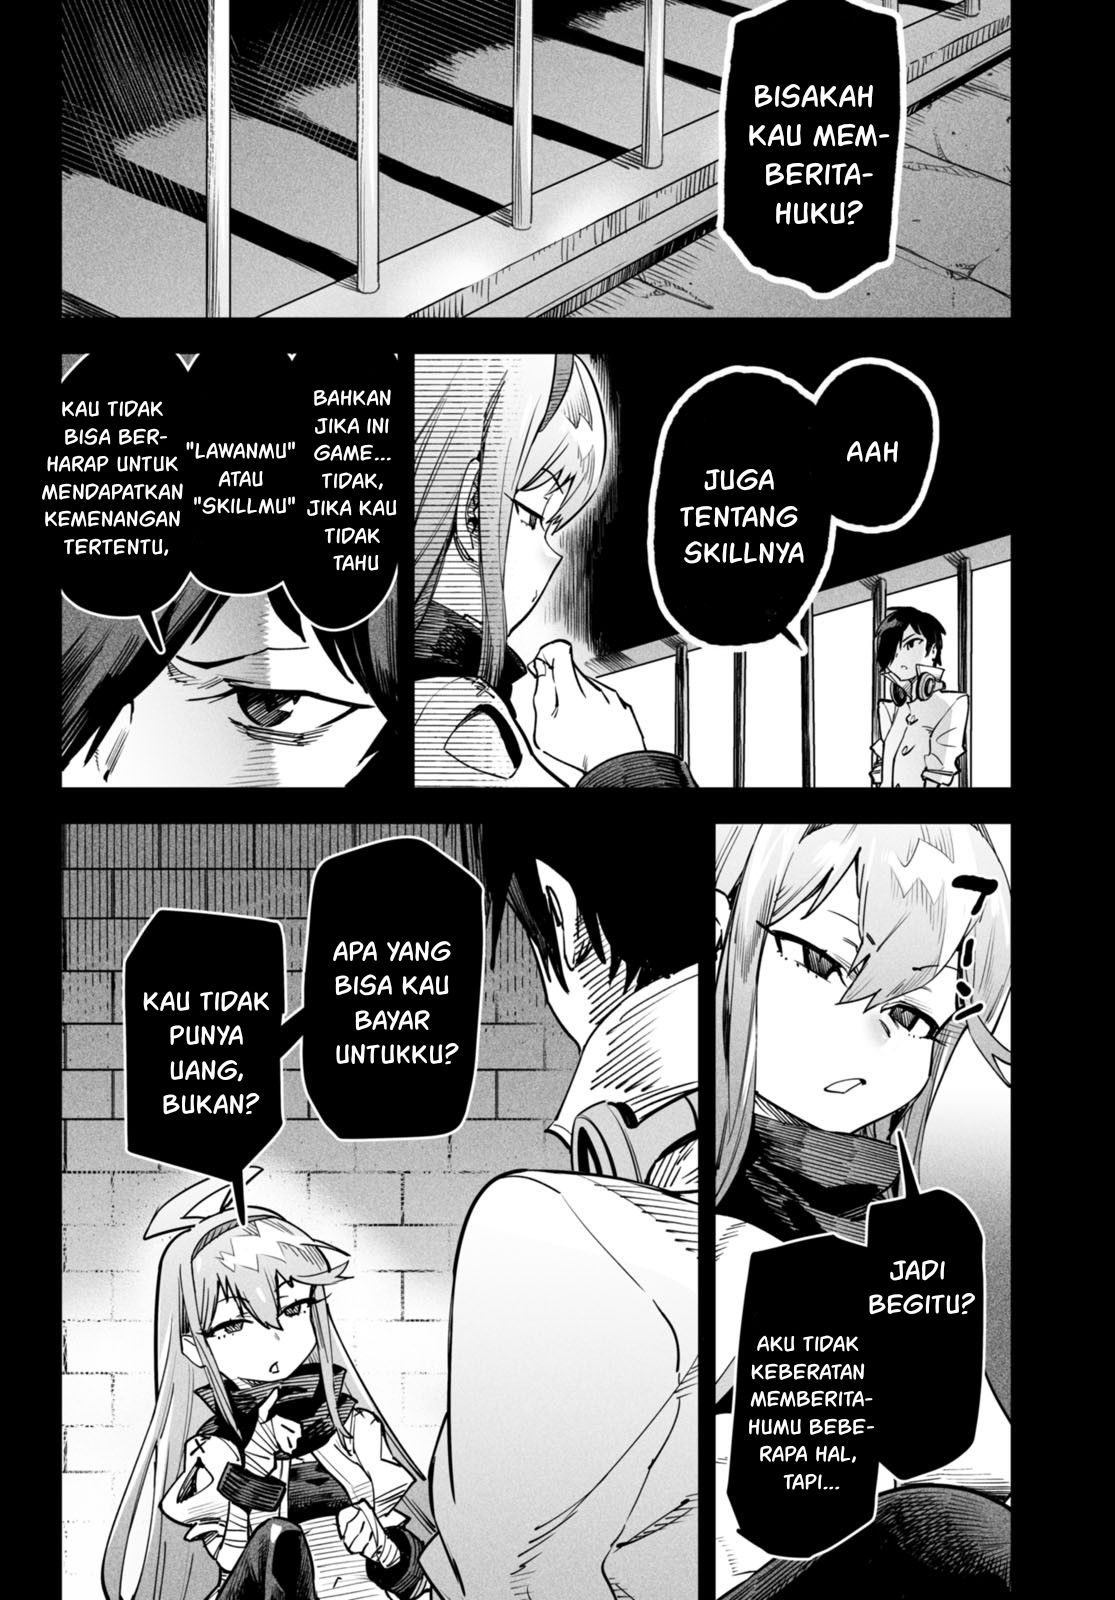 BISAKAH
KAU MEM-
BERITA-
HUKU?
AAH
JUGA
TENTANG
SKILLNYA
BAHKAN
JIKA INI
GAME...
TIDAK,
JIKA KAU
TIDAK
TAHU
"LAWANMU"
ATAU
"SKILLMU"
KAU TIDAK
BISA BER-
HARAP UNTUK
MENDAPATKAN
KEMENANGAN
TERTENTU,
JADI
BEGITU?
AKU TIDAK
KEBERATAN
MEMBERITA-
HUMU BEBE-
RAPA HAL,
TAPI...
APA YANG
BISA KAU
BAYAR
UNTUKKU?
KAU TIDAK
PUNYA
UANG,
BUKAN?